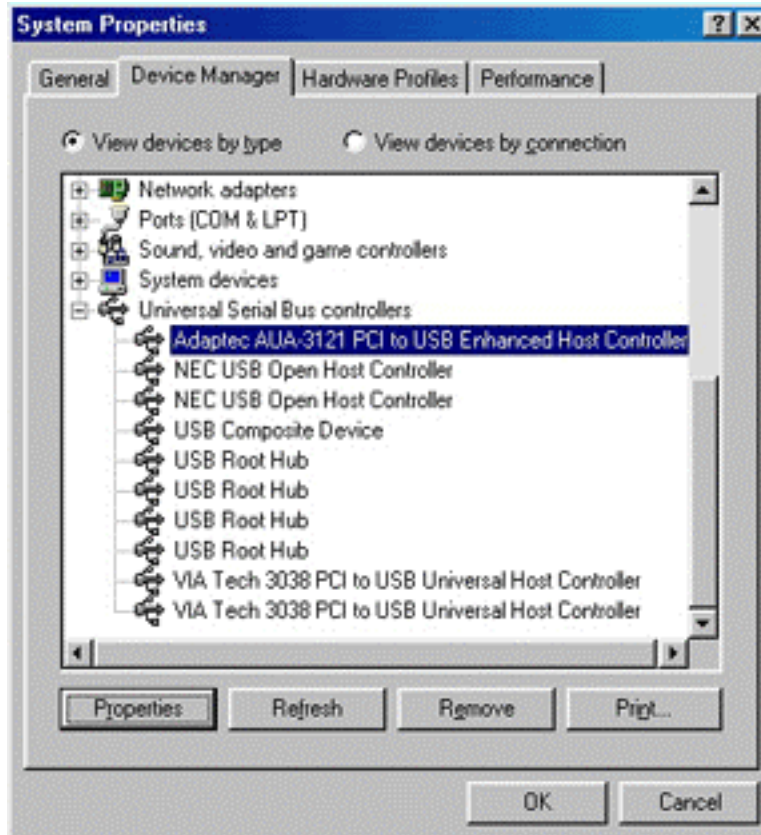 System Properties
General Device Manager Hardware Profiles Performance
View devices by type View devices by connection
Network adapters
Ports (COM & LPT)
Sound, video and game controllers
System devices
Universal Serial Bus controllers
Adaptec AUA-3121 PCI to USB Enhanced Host Controller
NEC USB Open Host Controller
NEC USB Open Host Controller
USB Composite Device
USB Root Hub
USB Root Hub
USB Root Hub
USB Root Hub
VIA Tech 3038 PCI to USB Universal Host Controller
VIA Tech 3038 PCI to USB Universal Host Controller
Properties Refresh Remove Print...
OK Cancel